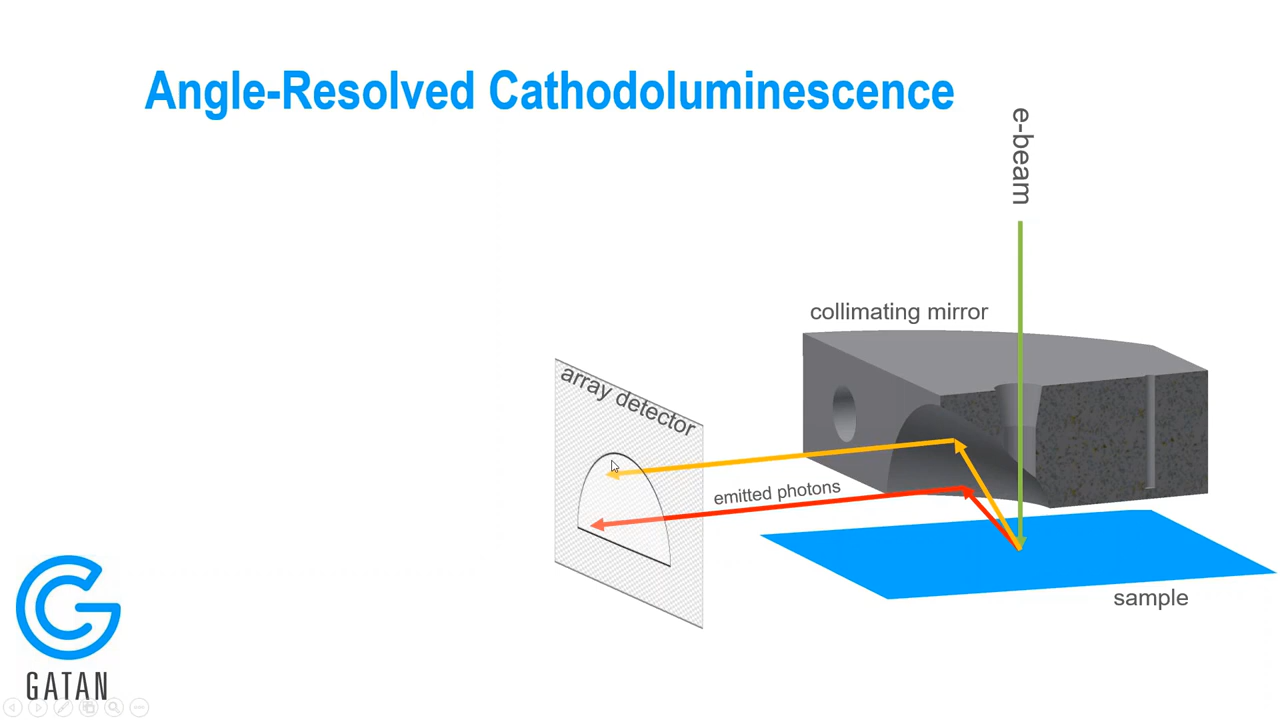 Angle-Resolved Cathodoluminescence
e-beam
collimating mirror
array detector
emitted photons
sample
GATAN